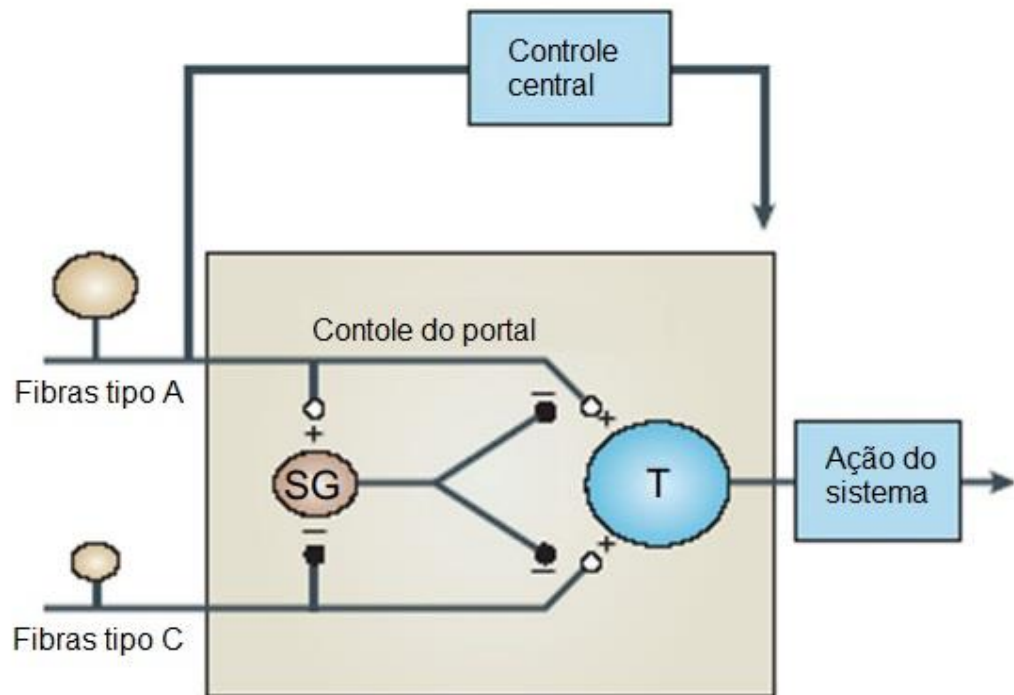 Controle
central
Contole do portal
Fibras tipo A
+
+
SG
T
Ação do
sistema
+
Fibras tipo C